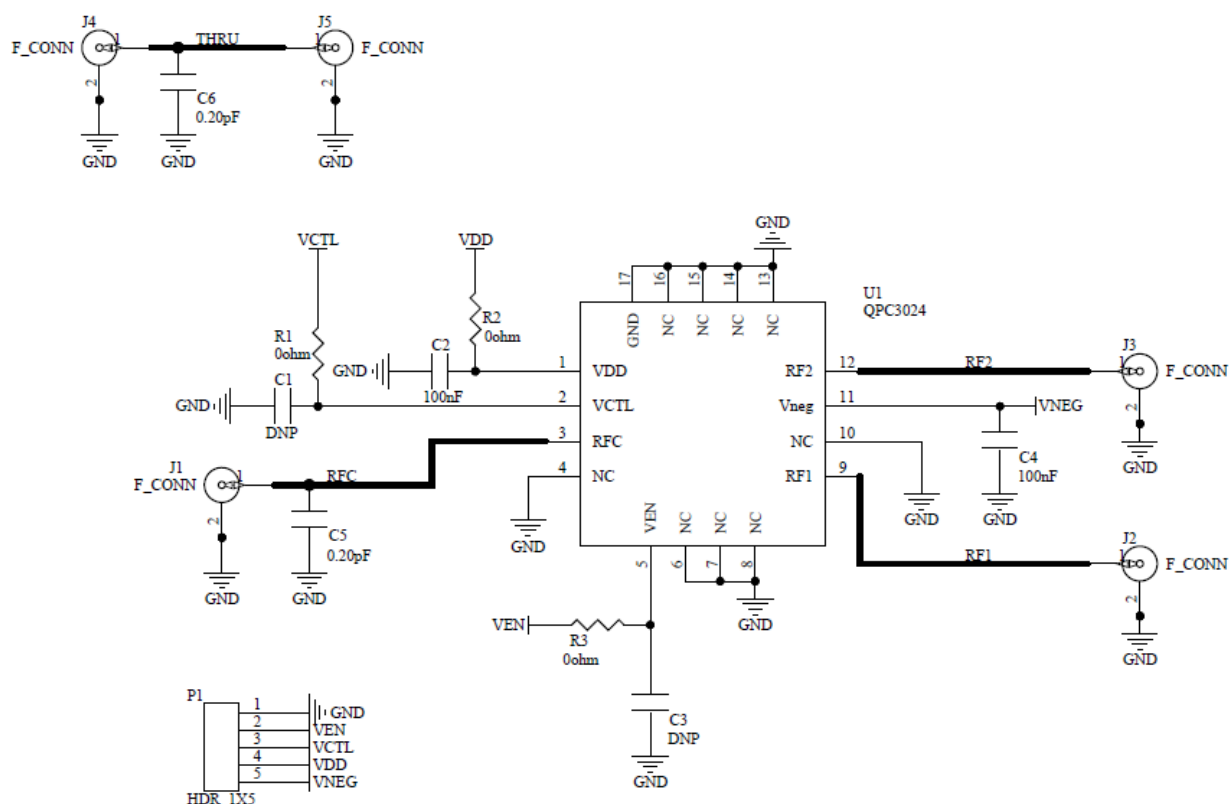 J4
J5
F_CONN
1
THRU
1
F_CONN
2
C6
0.20pF
2
GND
GND
GND
GND
VCTL
VDD
17
16
15
14
13
U1
QPC3024
GND
NC
NC
NC
NC
R1
0ohm
R2
0ohm
C2
GND
100nF
1
VDD
RF2
12
RF2
J3
1
F_CONN
2
GND
C1
GND
DNP
2
VCTL
Vneg
11
VNEG
C4
100nF
GND
3
RFC
NC
10
GND
J1
F_CONN
1
RFC
4
NC
RF1
9
GND
2
C5
0.20pF
GND
GND
VEN
NC
NC
NC
5
6
7
8
GND
RF1
J2
1
F_CONN
2
GND
VEN
R3
0ohm
C3
DNP
GND
P1
1
GND
2
VEN
3
VCTL
4
VDD
5
VNEG
HDR_1X5